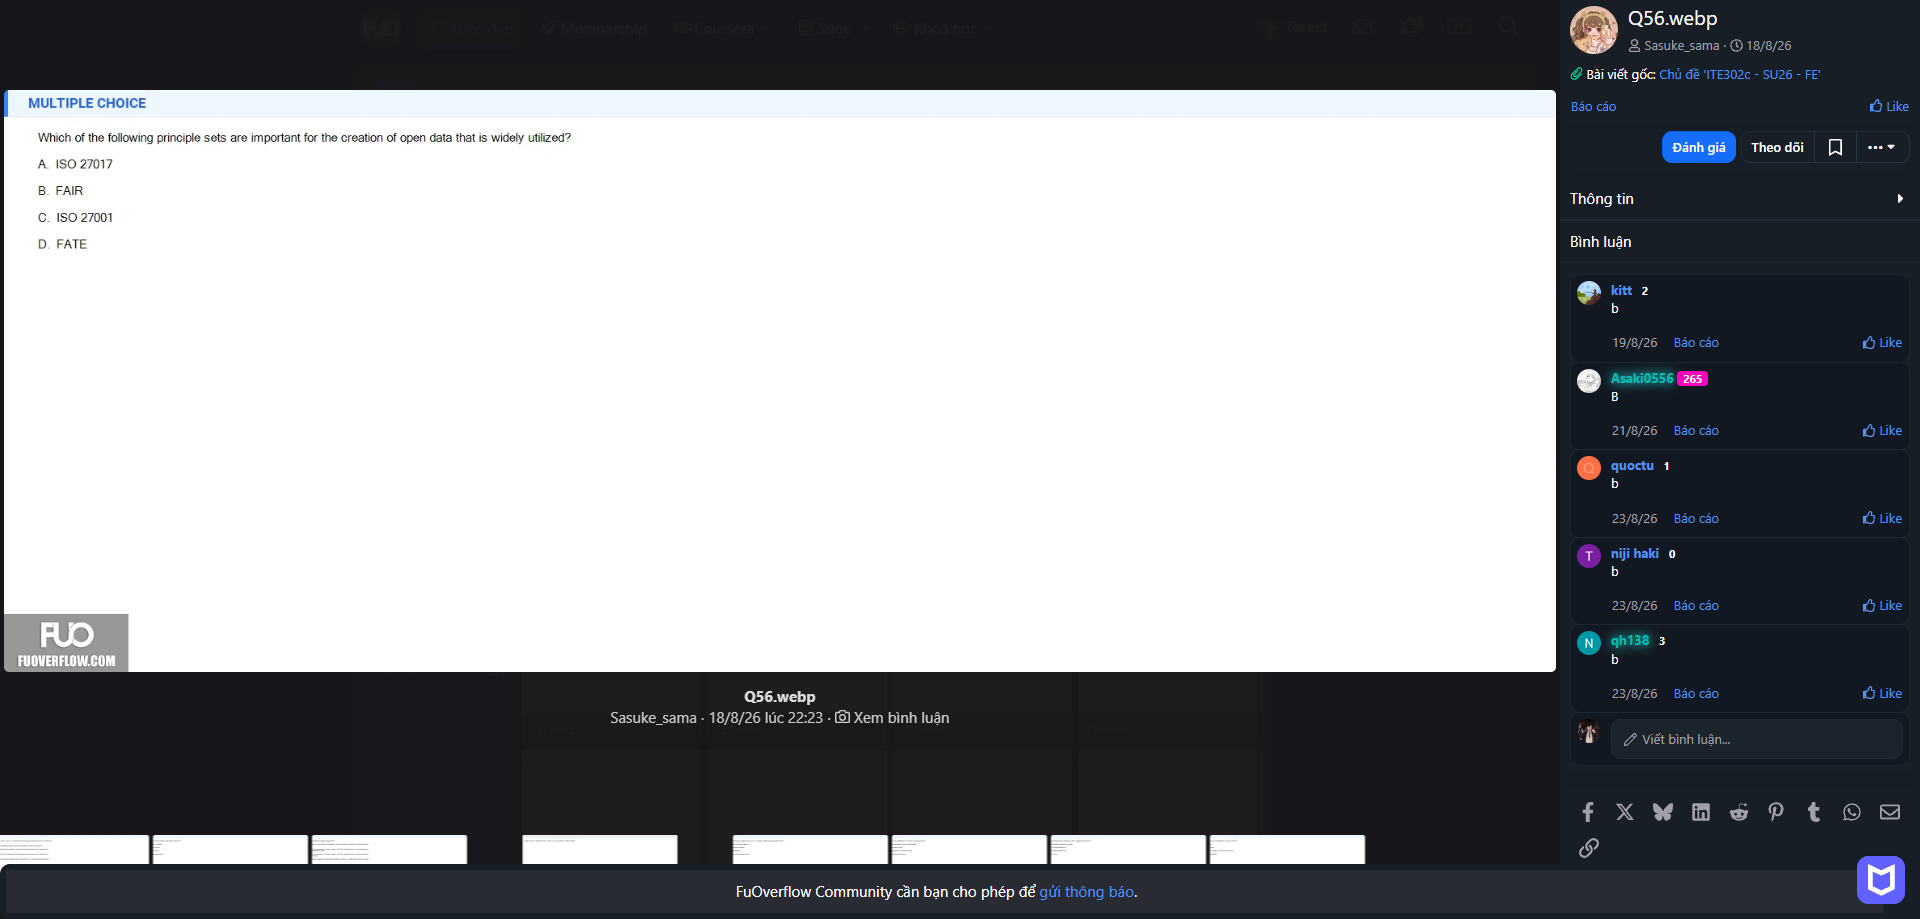 Membership
Coursera
Torest
MULTIPLE CHOICE
Which of the following principle sets are important for the creation of open data that is widely utilized?
A. ISO 27017
B. FAIR
C. ISO 27001
D. FATE
FUO
FUOVERFLOW.COM
Q56.webp
Sasuke_sama · 18/8/26 lúc 22:23 · Xem bình luận
Q56.webp
Sasuke_sama · 18/8/26
Bài viết gốc: Chủ đề 'ITE302c - SU26 - FE'
Báo cáo
Like
Đánh giá
Theo dõi
Thông tin
Bình luận
kitt 2
b
19/8/26 Báo cáo Like
Asaki0556 265
B
21/8/26 Báo cáo Like
Q
quoctu 1
b
23/8/26 Báo cáo Like
T
niji haki 0
b
23/8/26 Báo cáo Like
N
qh138 3
b
23/8/26 Báo cáo Like
Viết bình luận...
FuOverflow Community cần bạn cho phép để gửi thông báo.